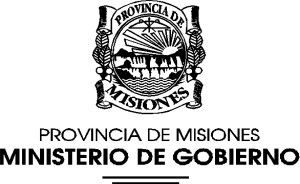 PROVINCIA DE
MISIONES
PROVINCIA DE MISIONES
MINISTERIO DE GOBIERNO